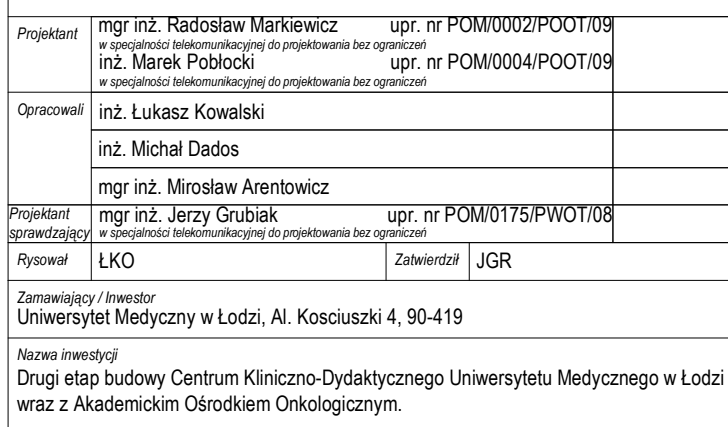 Projektant mgr inż. Radosław Markiewicz upr. nr POM/0002/POOT/09
w specjalności telekomunikacyjnej do projektowania bez ograniczeń
inż. Marek Pobłocki upr. nr POM/0004/POOT/09
w specjalności telekomunikacyjnej do projektowania bez ograniczeń
Opracowali inż. Łukasz Kowalski
inż. Michał Dados
mgr inż. Mirosław Arentowicz
Projektant mgr inż. Jerzy Grubiak upr. nr POM/0175/PWOT/08
sprawdzający w specjalności telekomunikacyjnej do projektowania bez ograniczeń
Rysował ŁKO Zatwierdził JGR
Zamawiający / Inwestor
Uniwersytet Medyczny w Łodzi, Al. Kosciuszki 4, 90-419
Nazwa inwestycji
Drugi etap budowy Centrum Kliniczno-Dydaktycznego Uniwersytetu Medycznego w Łodzi
wraz z Akademickim Ośrodkiem Onkologicznym.